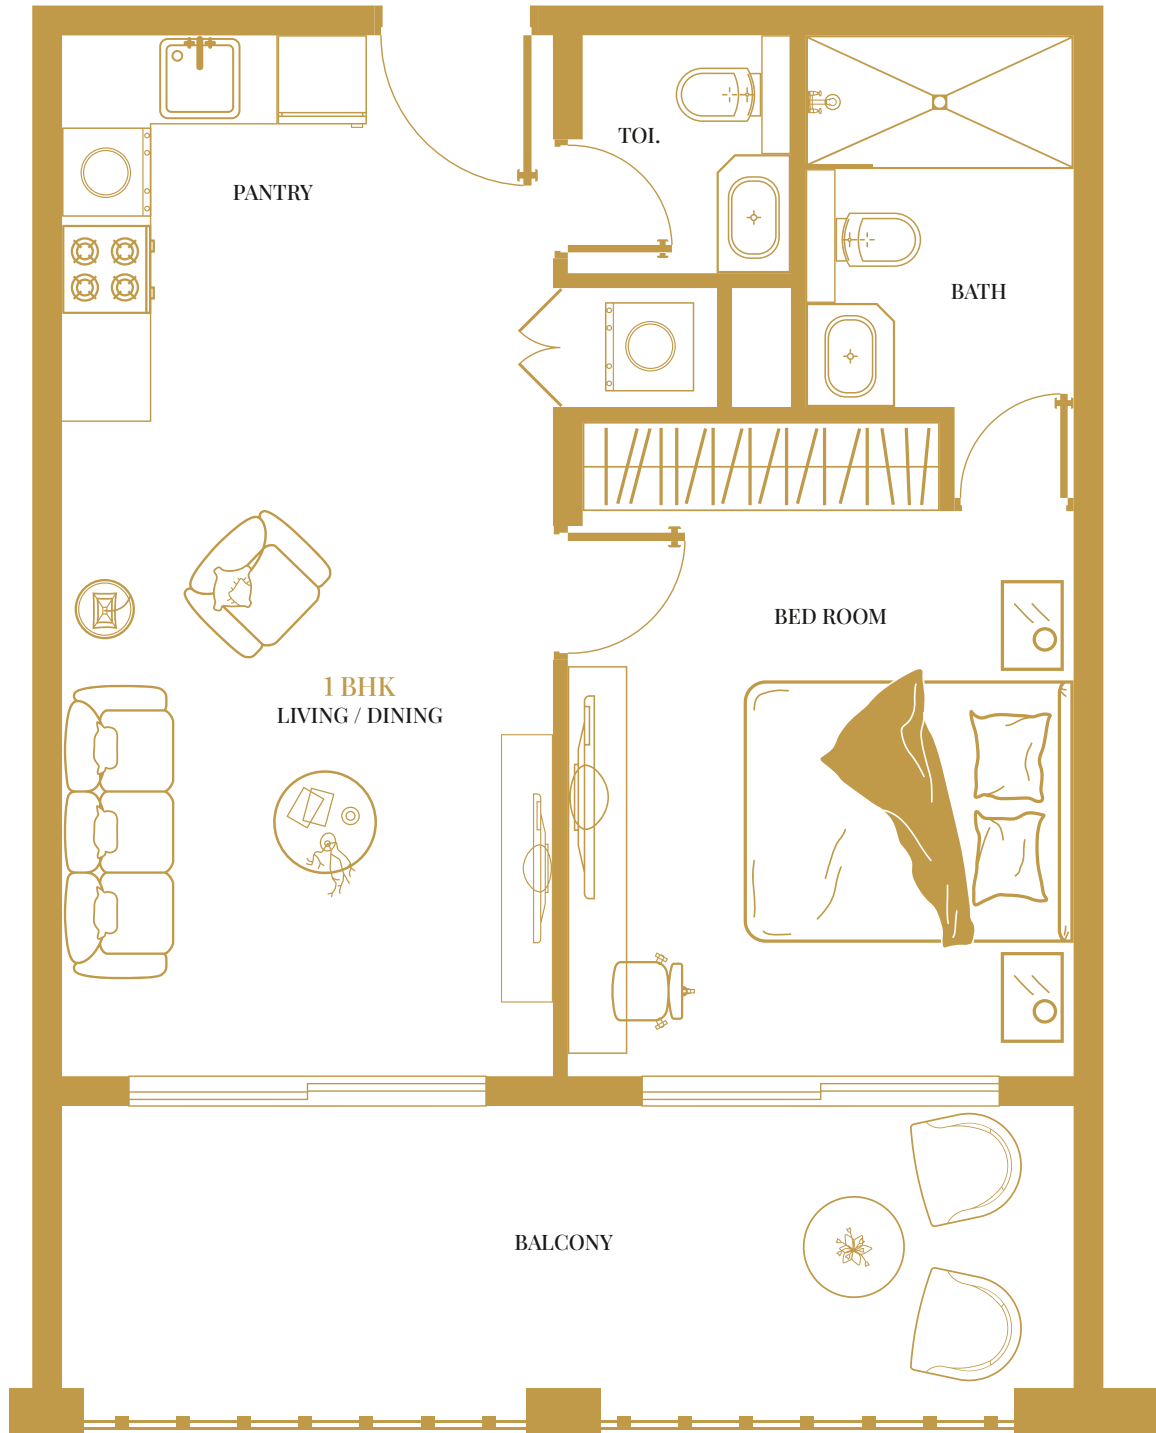 TOI.
PANTRY
BATH
BED ROOM
1 BHK
LIVING / DINING
BALCONY